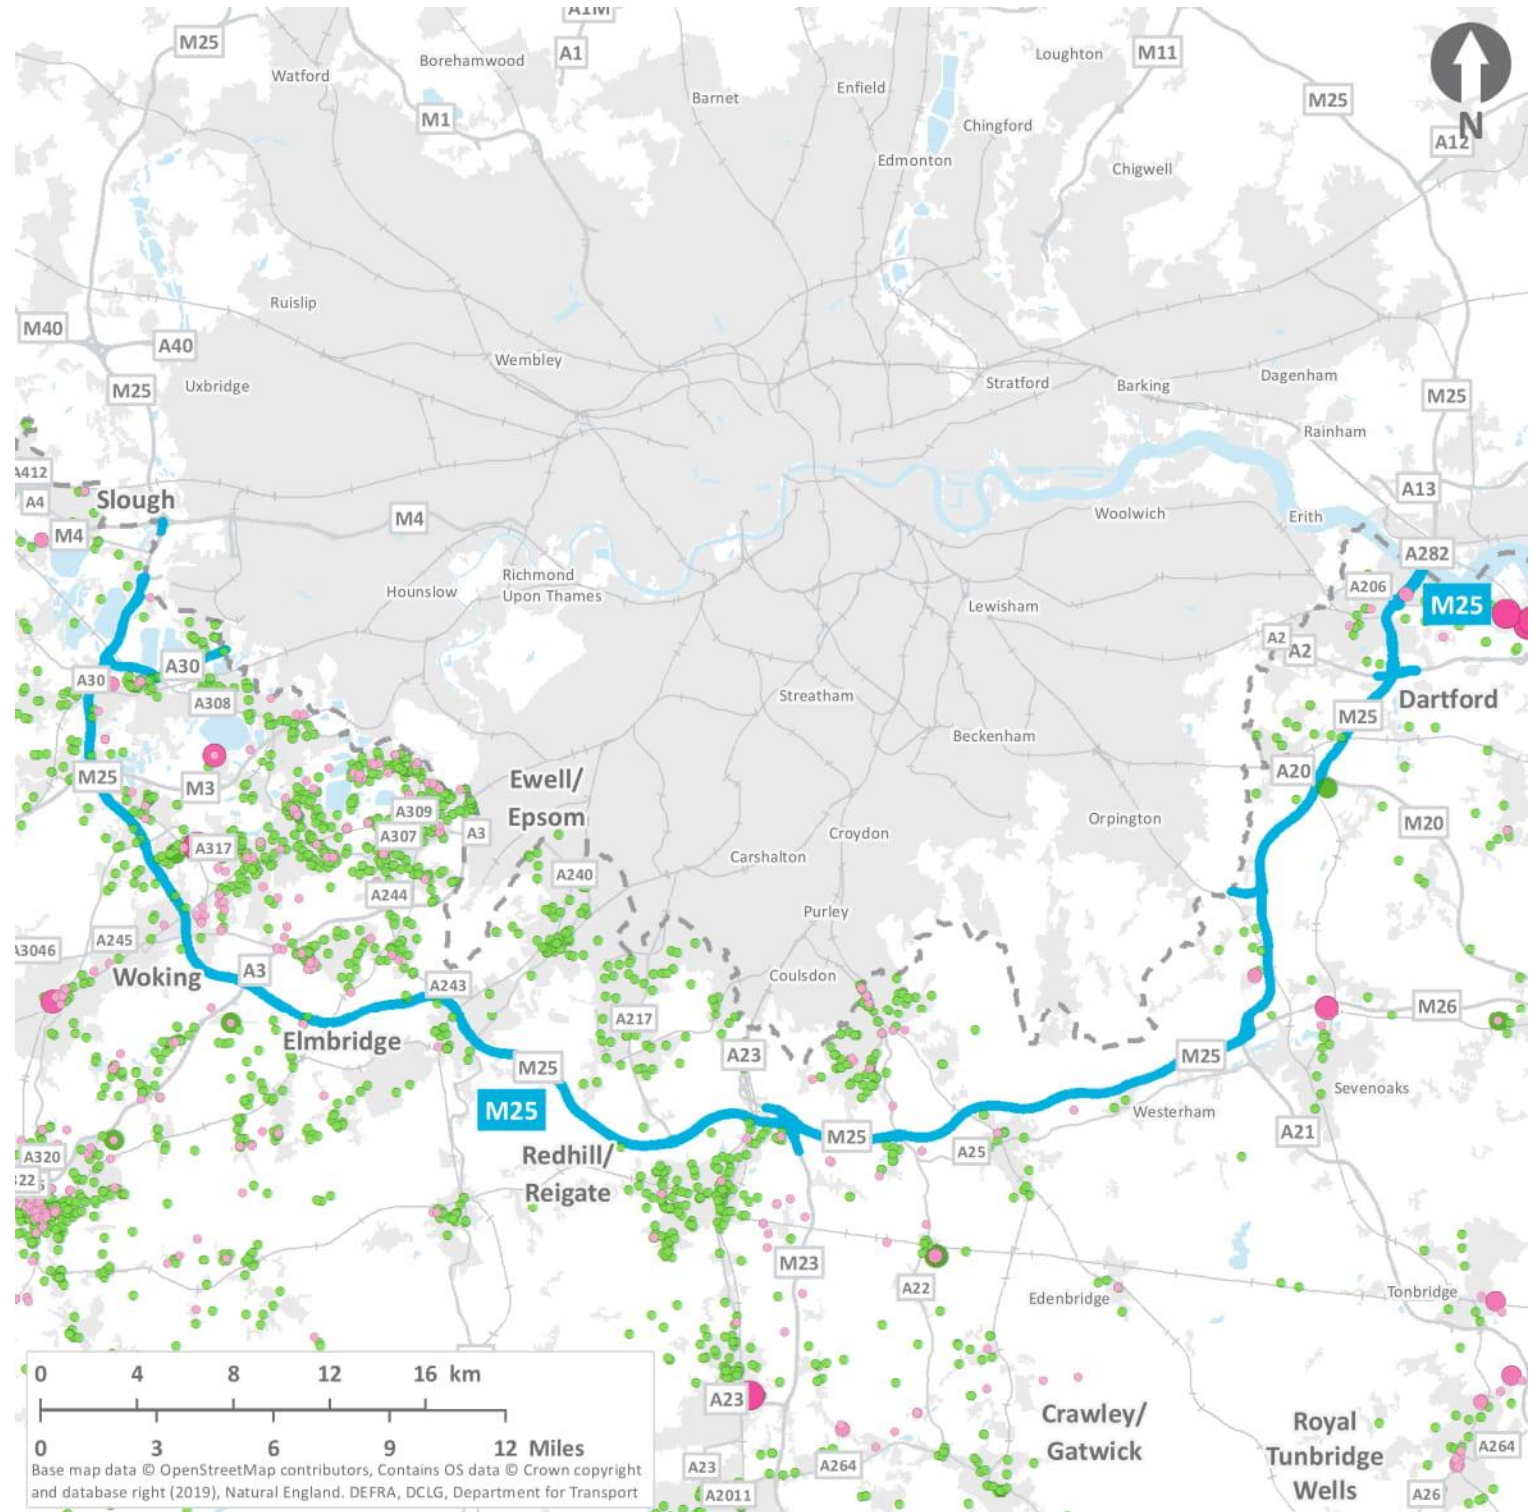 A1M
M25
A1
Borehamwood
Loughton
M11
Watford
Enfield
Barnet
M25
M1
Chingford
N
A12
Edmonton
Chigwell
Ruislip
M40
A40
Wembley
Stratford
Barking
Dagenham
M25
Uxbridge
M25
Rainham
A412
Slough
A4
A13
M4
M4
Woolwich
Erith
A282
Richmond
Upon Thames
Hounslow
A206
M25
Lewisham
A2
A2
A30
A30
A308
Streatham
Dartford
M25
Beckenham
M25
M3
Ewell/
Epsom
A20
A309
A307
A3
A317
Croydon
Orpington
M20
Carshalton
A240
A244
Purley
A3046
A245
Woking
A3
A243
Coulsdon
A217
M26
Elmbridge
A23
M25
M25
Sevenoaks
M25
Westerham
Redhill/
Reigate
M25
A25
A21
A320
M23
A22
Edenbridge
Tonbridge
0 4 8 12 16 km
0 3 6 9 12 Miles
A23
Crawley/
Gatwick
Royal
Tunbridge
Wells
A264
A23
A264
A2011
A26
Base map data © OpenStreetMap contributors, Contains OS data © Crown copyright
and database right (2019), Natural England. DEFRA, DCLG, Department for Transport